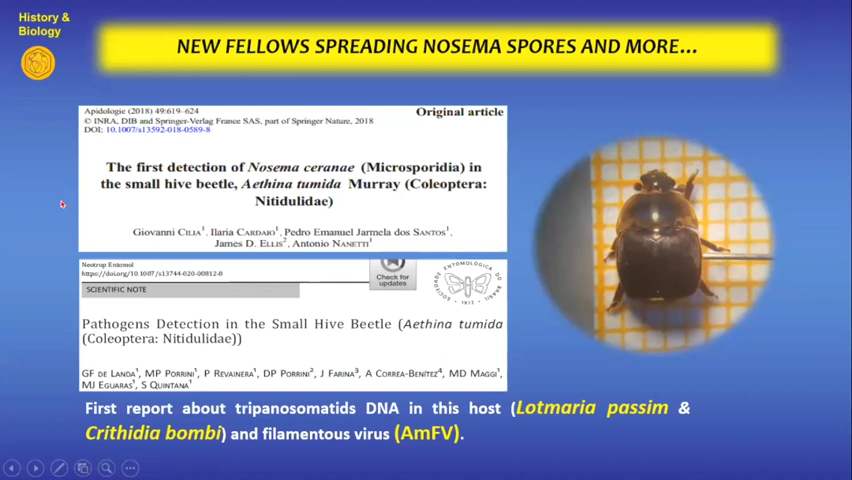 History &
Biology
NEW FELLOWS SPREADING NOSEMA SPORES AND MORE...
Apidologie (2018) 49:619–624
Original article
© INRA, DIB and Springer-Verlag France SAS, part of Springer Nature, 2018
DOI: 10.1007/s13592-018-0589-8
The first detection of Nosema ceranae (Microsporidia) in
the small hive beetle, Aethina tumida Murray (Coleoptera:
Nitidulidae)
Giovanni CILIA¹, Ilaria CARDAIO¹, Pedro Emanuel Jarmela dos SANTOS¹,
James D. ELLIS², Antonio NANETTI¹
Neotrop Entomol
https://doi.org/10.1007/s13744-020-00812-8
Check for
updates
SCIENTIFIC NOTE
SOCIEDADE ENTOMOLÓGICA DO BRASIL
Pathogens Detection in the Small Hive Beetle (Aethina tumida
(Coleoptera: Nitidulidae))
GF DE LANDA¹, MP PORRINI¹, P REVAINERA¹, DP PORRINI², J FARINA³, A CORREA-BENÍTEZ⁴, MD MAGGI¹,
MJ EGUARAS¹, S QUINTANA¹
First report about tripanosomatids DNA in this host (Lotmaria passim &
Crithidia bombi) and filamentous virus (AmFV).